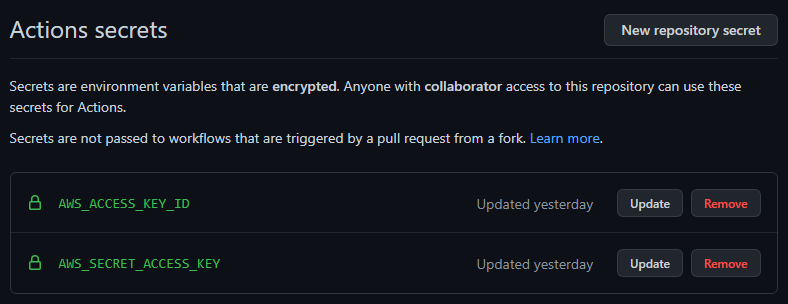 Actions secrets
New repository secret
Secrets are environment variables that are encrypted. Anyone with collaborator access to this repository can use these
secrets for Actions.
Secrets are not passed to workflows that are triggered by a pull request from a fork. Learn more.
AWS_ACCESS_KEY_ID Updated yesterday Update Remove
AWS_SECRET_ACCESS_KEY Updated yesterday Update Remove